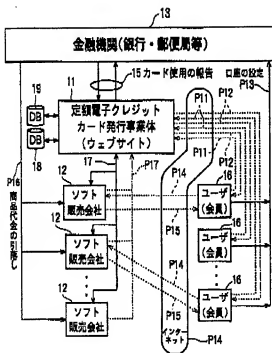 13
金融機関(銀行・郵便局等)
15 カード使用の報告
P13
口座の設定
19
DB
DB
18
11
定額電子クレジット
カード発行事業体
(ウェブサイト)
P11
P12
P11
P12
P12
17
P17
P16
商品代金の引落し
12
ソフト
販売会社
12
ソフト
販売会社
12
ソフト
販売会社
P14
P15
P14
P15
P14
P15
16
ユーザ
(会員)
16
ユーザ
(会員)
16
ユーザ
(会員)
インターネット
P14